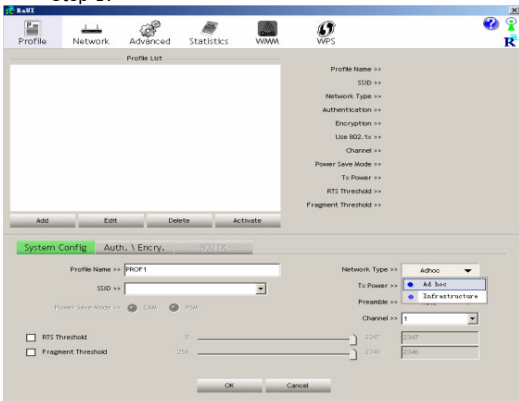 RaUI
Profile Network Advanced Statistics WMM WPS
Profile List
Profile Name >>
SSID >>
Network Type >>
Authentication >>
Encryption >>
Use 802.1x >>
Channel >>
Power Save Mode >>
Tx Power >>
RTS Threshold >>
Fragment Threshold >>
Add Edit Delete Activate
System Config Auth. \ Encry. 802.1X
Profile Name >> PROF1 Network Type >> Adhoc
SSID >> Tx Power >> Ad hoc
Infrastructure
Power Save Mode >> CAM PSM Preamble >>
Channel >> 1
RTS Threshold 0 2347 2347
Fragment Threshold 256 2346 2346
OK Cancel